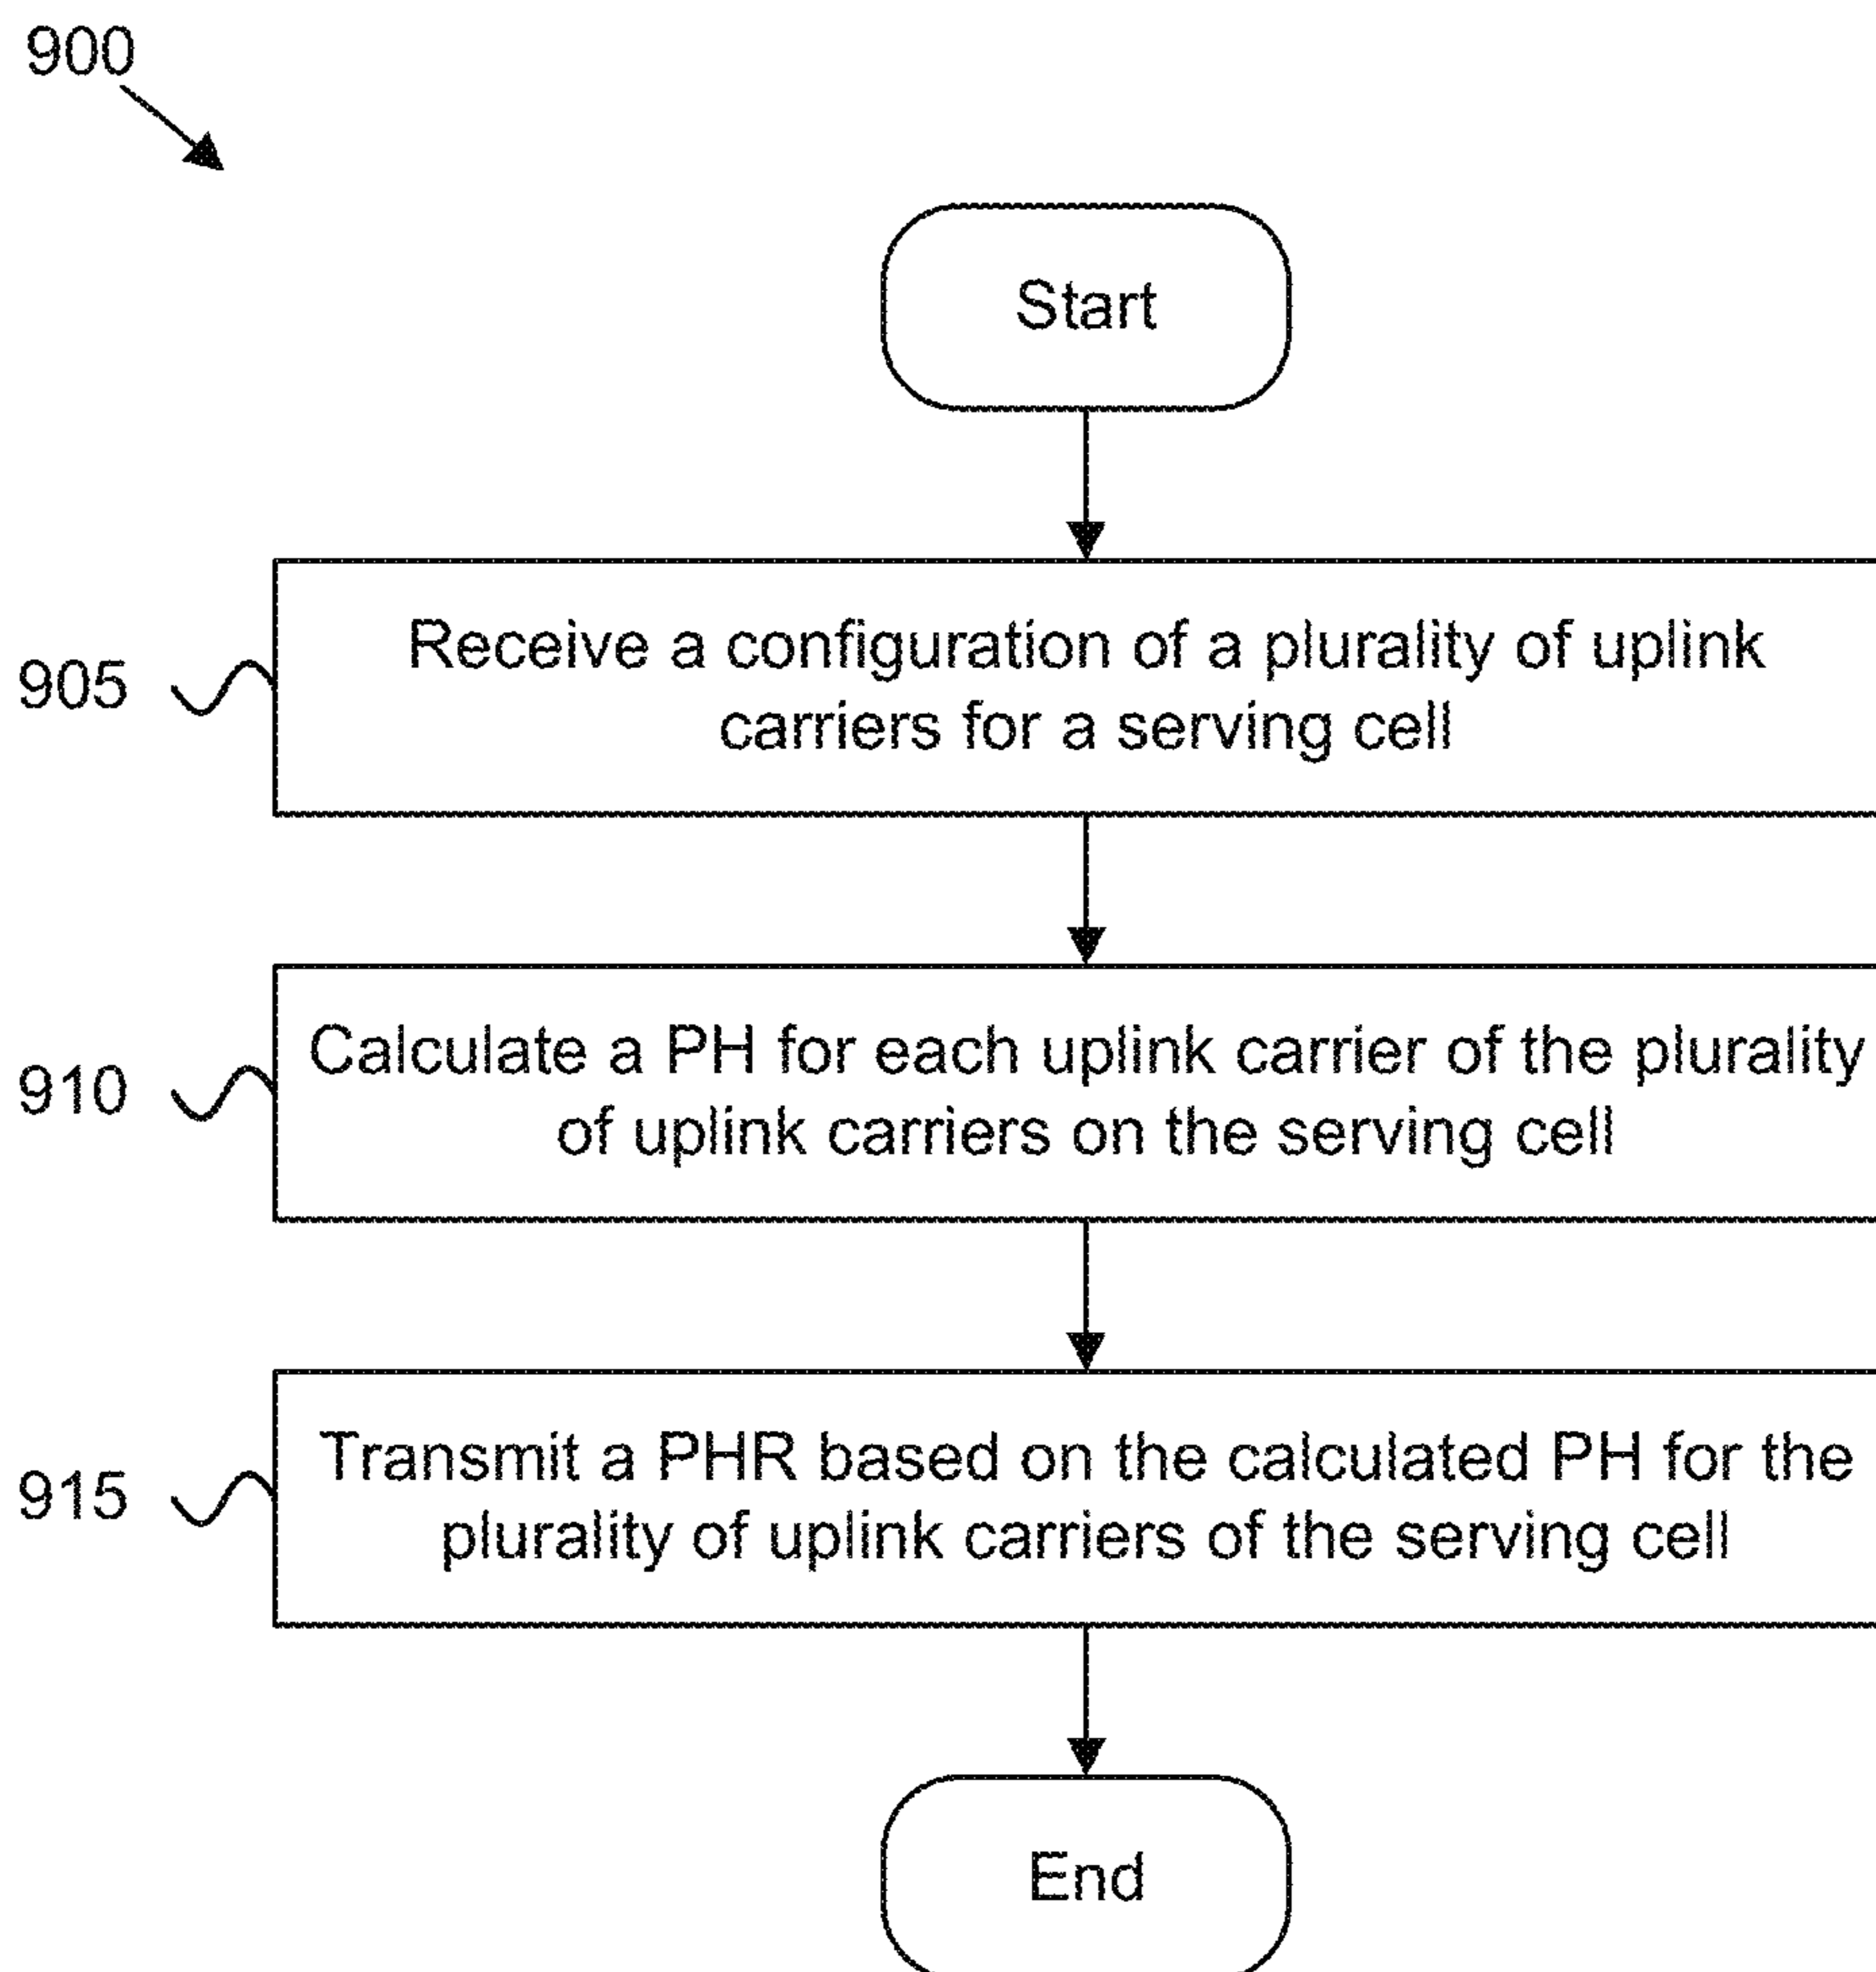 900
Start
905
Receive a configuration of a plurality of uplink
carriers for a serving cell
910
Calculate a PH for each uplink carrier of the plurality
of uplink carriers on the serving cell
915
Transmit a PHR based on the calculated PH for the
plurality of uplink carriers of the serving cell
End